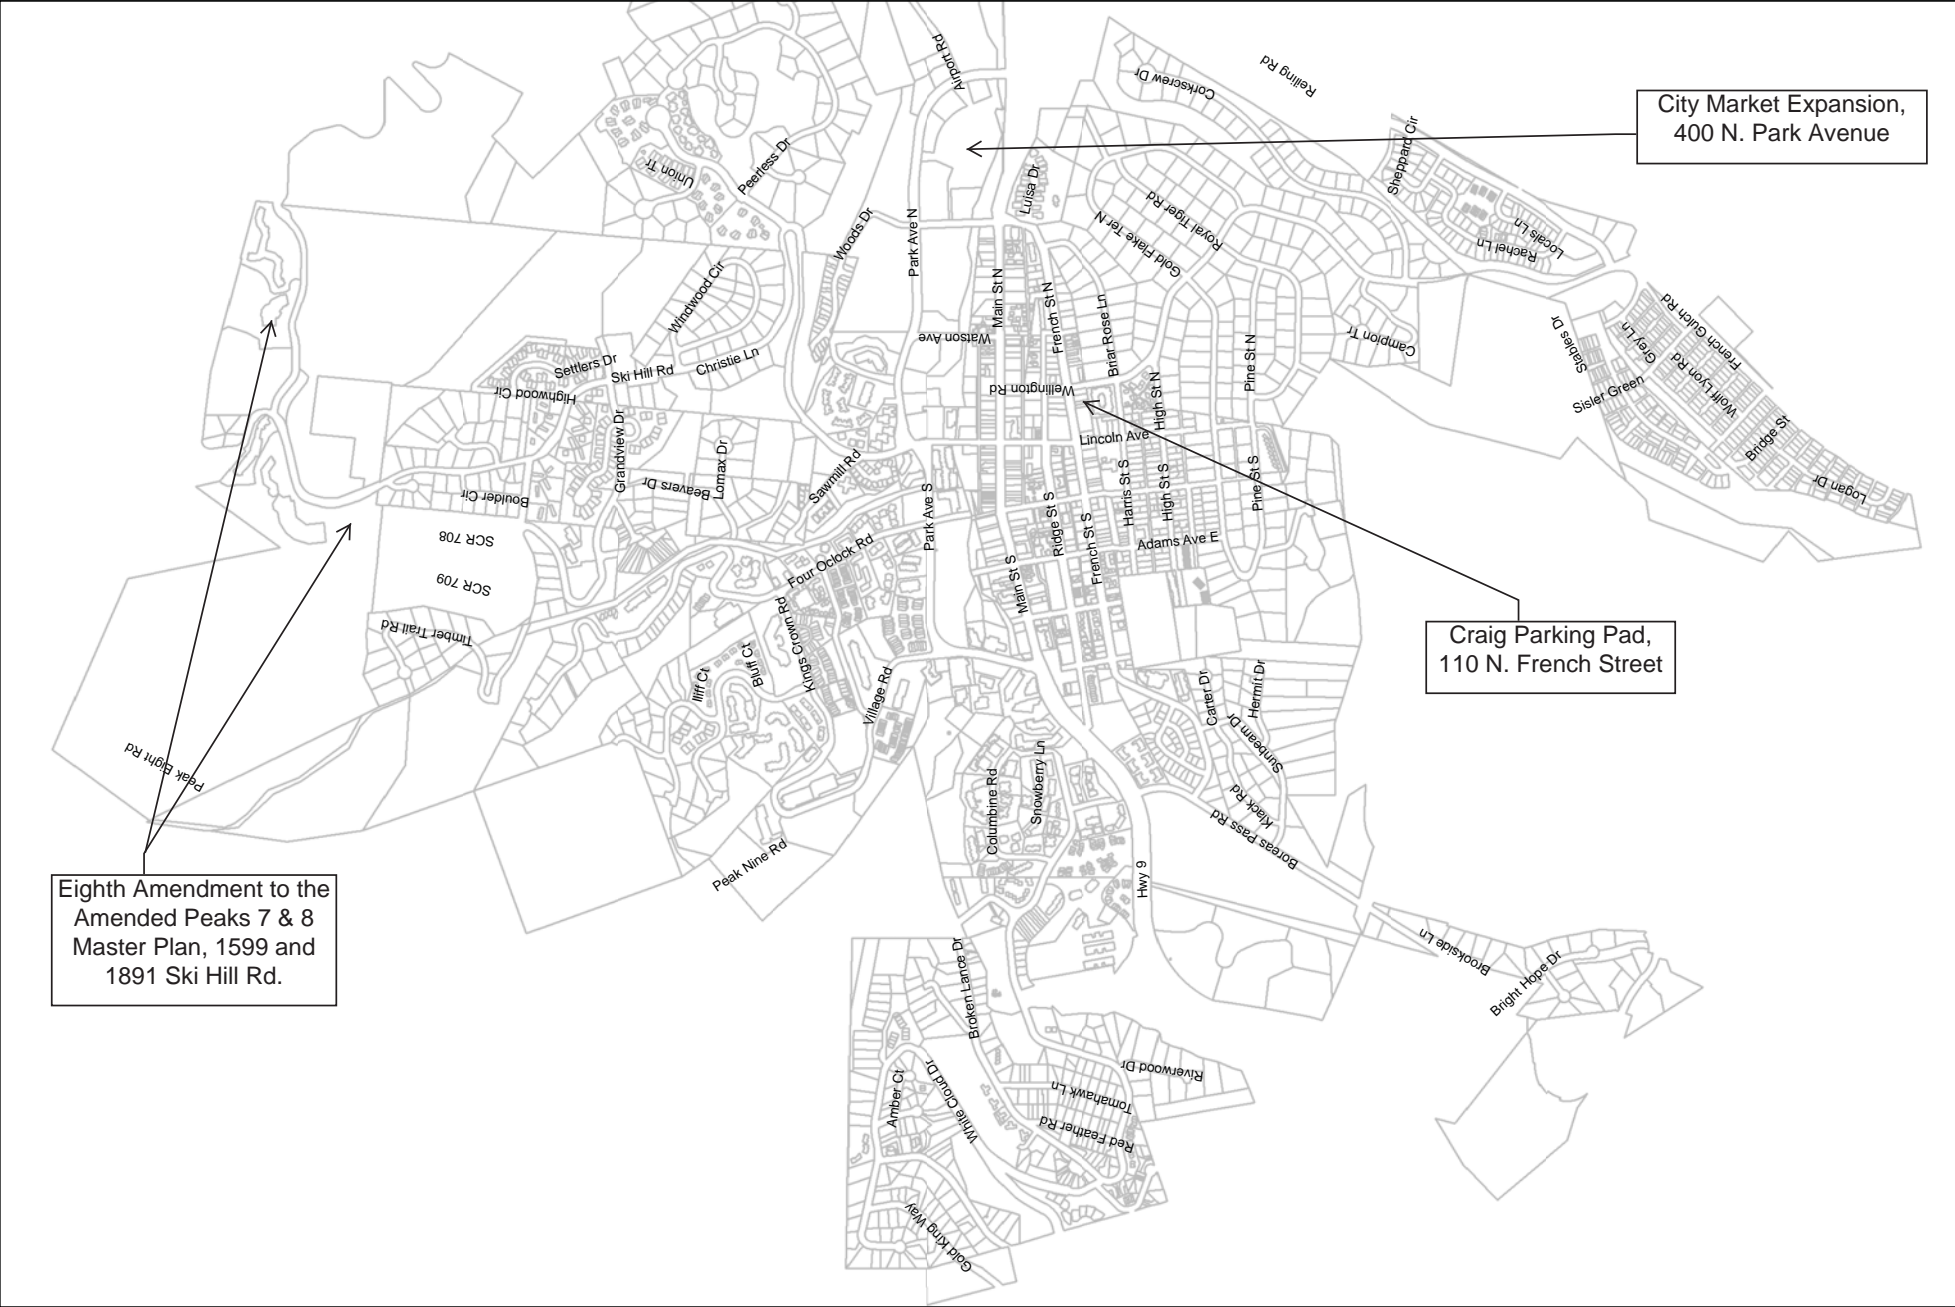 Airport Rd
Corkscrew Dr
Reiling Rd
City Market Expansion,
400 N. Park Avenue
Sheppard Cir
Union Tr
Peerless Dr
Luisa Dr
Woods Dr
Park Ave N
Gold Flake Ter N
Royal Tiger Rd
Locals Ln
Rachel Ln
Windwood Cir
Main St N
French St N
Briar Rose Ln
Watson Ave
Pine St N
Campion Tr
Stables Dr
Grey Ln
French Gulch Rd
Wolff Lyon Rd
Sisler Green
Bridge St
Logan Dr
Settlers Dr
Ski Hill Rd
Christie Ln
Highwood Cir
Wellington Rd
High St N
Grandview Dr
Lomax Dr
Lincoln Ave
Sawmill Rd
Beavers Dr
Boulder Cir
Park Ave S
Ridge St S
French St S
Harris St S
High St S
Pine St S
Adams Ave E
SCR 708
SCR 709
Four Oclock Rd
Main St S
Timber Trail Rd
Kings Crown Rd
Bluff Ct
Iliff Ct
Village Rd
Craig Parking Pad,
110 N. French Street
Carter Dr
Hermit Dr
Sunbeam Dr
Klack Rd
Boreas Pass Rd
Peak Eight Rd
Snowberry Ln
Columbine Rd
Peak Nine Rd
Hwy 9
Eighth Amendment to the
Amended Peaks 7 & 8
Master Plan, 1599 and
1891 Ski Hill Rd.
Brookside Ln
Bright Hope Dr
Broken Lance Dr
Riverwood Dr
Tomahawk Ln
Red Feather Rd
White Cloud Dr
Amber Ct
Gold King Way